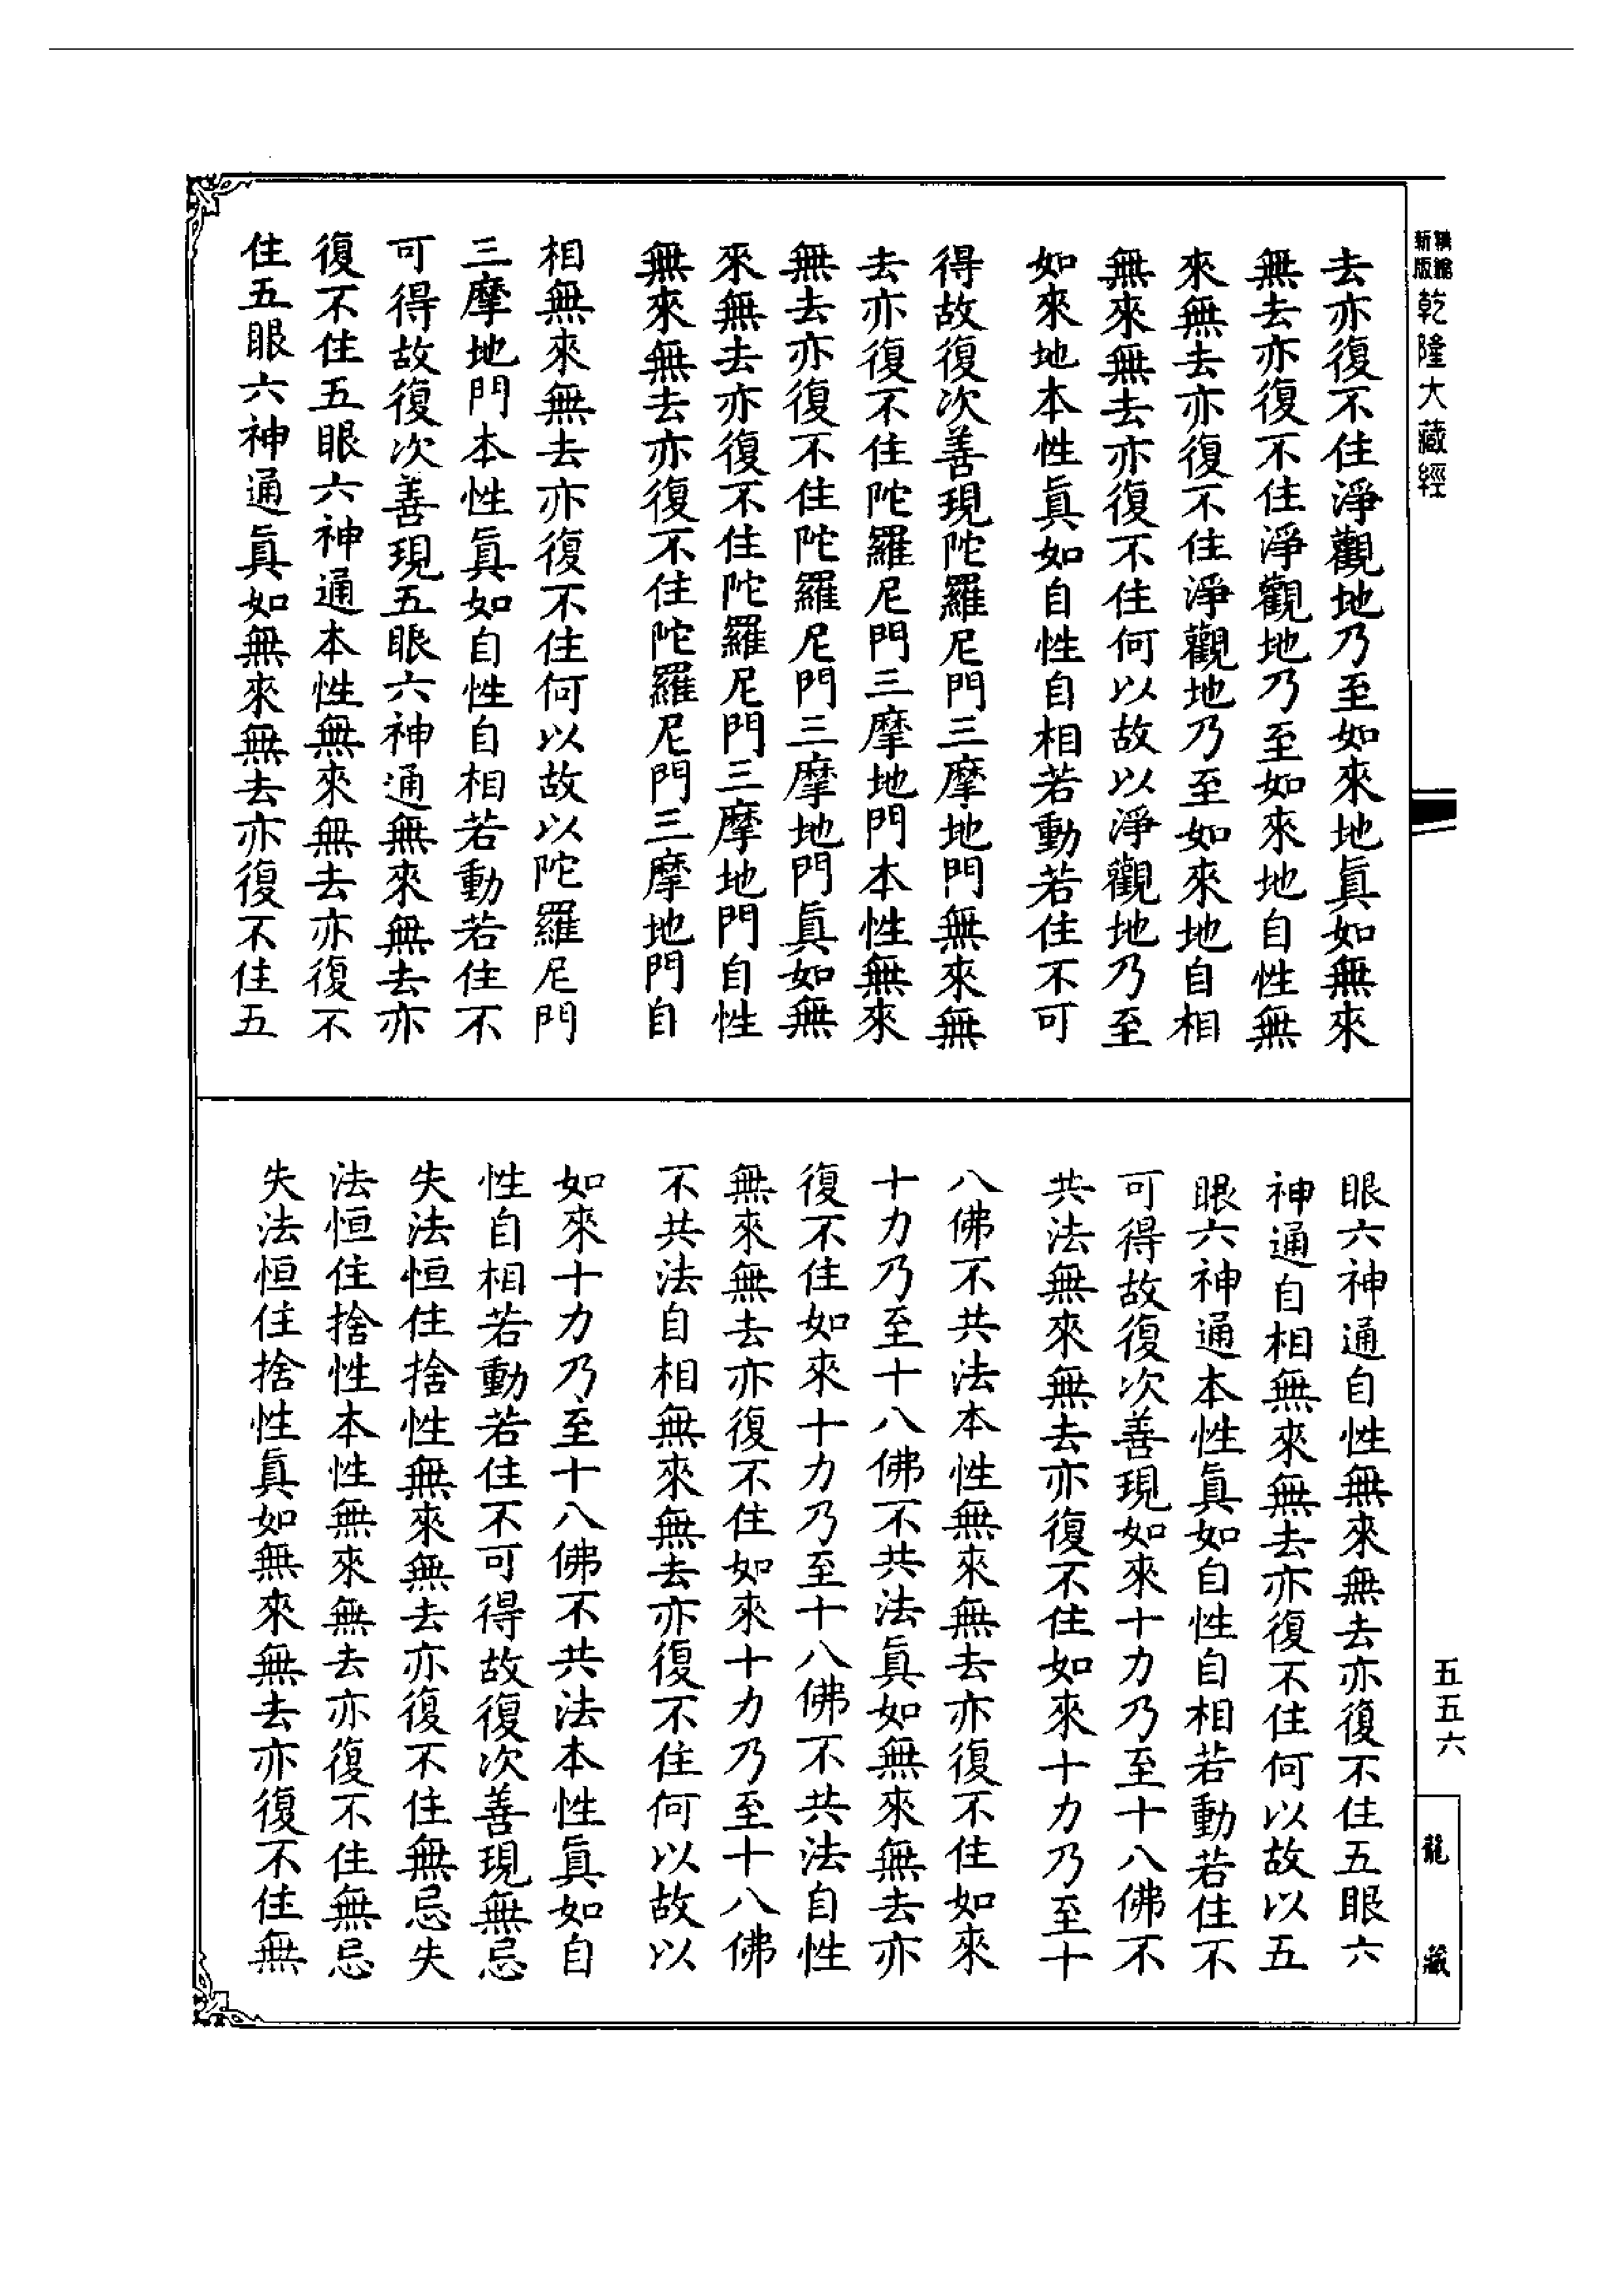 去亦復不住淨觀地乃至如來地眞如無來
無去亦復不住淨觀地乃至如來地自性無
來無去亦復不住淨觀地乃至如來地自相
無來無去亦復不住何以故以淨觀地乃至
如來地本性眞如自性自相若動若住不可
得故復次善現陀羅尼門三摩地門無來無
去亦復不住陀羅尼門三摩地門本性無來
無去亦復不住陀羅尼門三摩地門眞如無
來無去亦復不住陀羅尼門三摩地門自性
無來無去亦復不住陀羅尼門三摩地門自
相無來無去亦復不住何以故以陀羅尼門
三摩地門本性眞如自性自相若動若住不
可得故復次善現五眼六神通無來無去亦
復不住五眼六神通本性無來無去亦復不
住五眼六神通眞如無來無去亦復不住五
眼六神通自性無來無去亦復不住五眼六
神通自相無來無去亦復不住何以故以五
眼六神通本性眞如自性自相若動若住不
可得故復次善現如來十力乃至十八佛不
共法無來無去亦復不住如來十力乃至十
八佛不共法本性無來無去亦復不住如來
十力乃至十八佛不共法眞如無來無去亦
復不住如來十力乃至十八佛不共法自性
無來無去亦復不住如來十力乃至十八佛
不共法自相無來無去亦復不住何以故以
如來十力乃至十八佛不共法本性眞如自
性自相若動若住不可得故復次善現無忌
失法恒住捨性無來無去亦復不住無忌失
法恒住捨性本性無來無去亦復不住無忌
失法恒住捨性眞如無來無去亦復不住無
新版
乾隆大藏經
五五六
龍藏